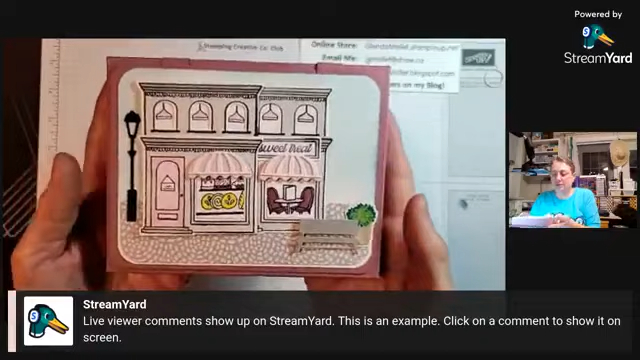 Powered by
StreamYard
Stamping Creative Co. Club
Online Store:
Email Me:
on my Blog!
sweet treat
StreamYard
Live viewer comments show up on StreamYard. This is an example. Click on a comment to show it on
screen.